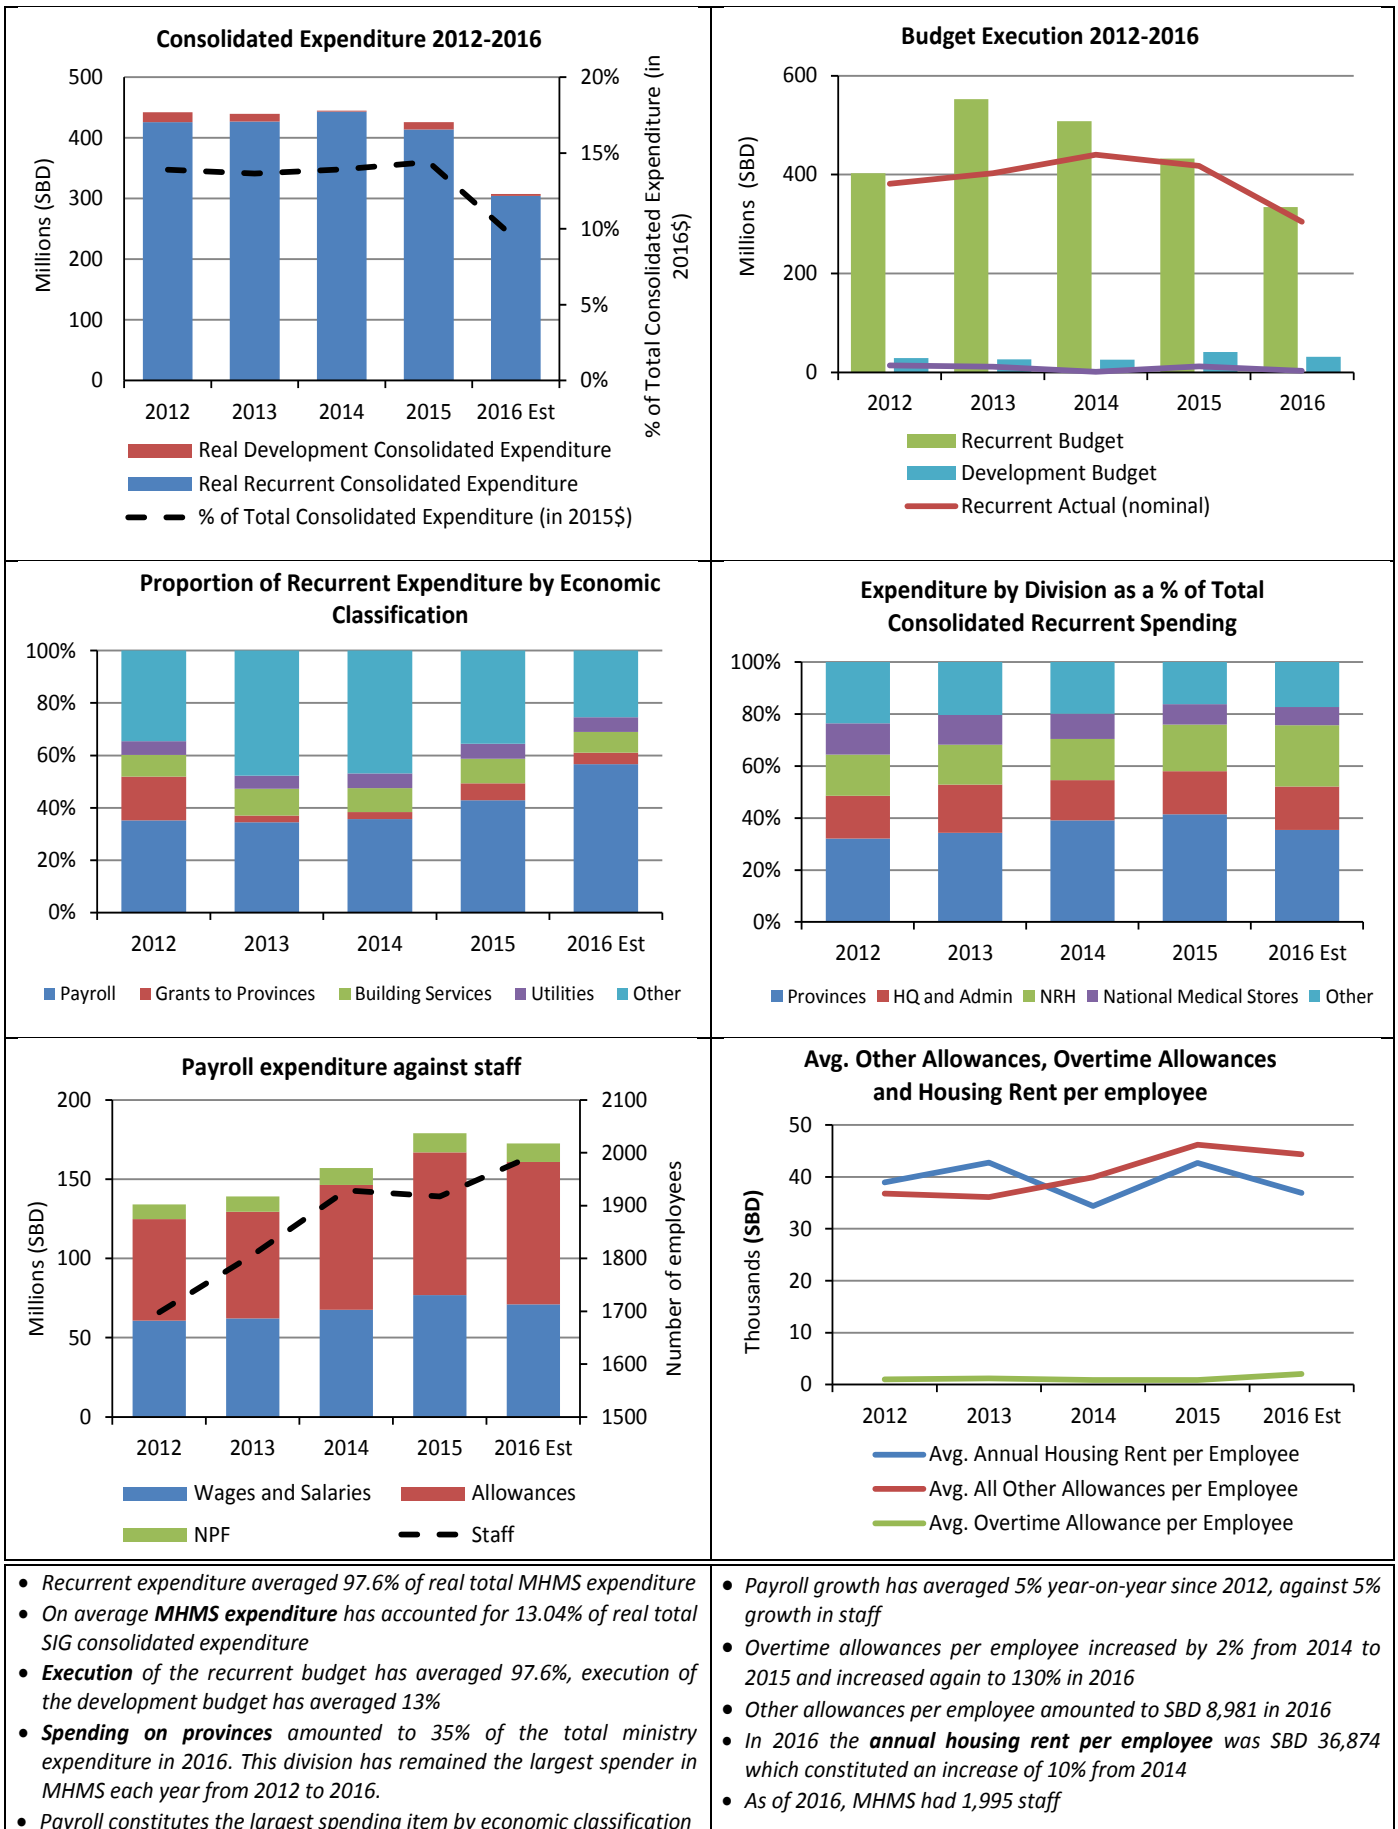 Consolidated Expenditure 2012-2016
500
400
300
200
100
0
Millions (SBD)
20%
15%
10%
5%
0%
% of Total Consolidated Expenditure (in
2016$)
2012 2013 2014 2015 2016 Est
Real Development Consolidated Expenditure
Real Recurrent Consolidated Expenditure
% of Total Consolidated Expenditure (in 2015$)
Budget Execution 2012-2016
600
400
200
0
Millions (SBD)
2012 2013 2014 2015 2016
Recurrent Budget
Development Budget
Recurrent Actual (nominal)
Proportion of Recurrent Expenditure by Economic
Classification
100%
80%
60%
40%
20%
0%
2012 2013 2014 2015 2016 Est
Payroll Grants to Provinces Building Services Utilities Other
Expenditure by Division as a % of Total
Consolidated Recurrent Spending
100%
80%
60%
40%
20%
0%
2012 2013 2014 2015 2016 Est
Provinces HQ and Admin NRH National Medical Stores Other
Payroll expenditure against staff
200
150
100
50
0
Millions (SBD)
2100
2000
1900
1800
1700
1600
1500
Number of employees
2012 2013 2014 2015 2016 Est
Wages and Salaries Allowances
NPF Staff
Avg. Other Allowances, Overtime Allowances
and Housing Rent per employee
50
40
30
20
10
0
Thousands (SBD)
2012 2013 2014 2015 2016 Est
Avg. Annual Housing Rent per Employee
Avg. All Other Allowances per Employee
Avg. Overtime Allowance per Employee
• Recurrent expenditure averaged 97.6% of real total MHMS expenditure
• On average MHMS expenditure has accounted for 13.04% of real total
SIG consolidated expenditure
• Execution of the recurrent budget has averaged 97.6%, execution of
the development budget has averaged 13%
• Spending on provinces amounted to 35% of the total ministry
expenditure in 2016. This division has remained the largest spender in
MHMS each year from 2012 to 2016.
• Payroll constitutes the largest spending item by economic classification
• Payroll growth has averaged 5% year-on-year since 2012, against 5%
growth in staff
• Overtime allowances per employee increased by 2% from 2014 to
2015 and increased again to 130% in 2016
• Other allowances per employee amounted to SBD 8,981 in 2016
• In 2016 the annual housing rent per employee was SBD 36,874
which constituted an increase of 10% from 2014
• As of 2016, MHMS had 1,995 staff